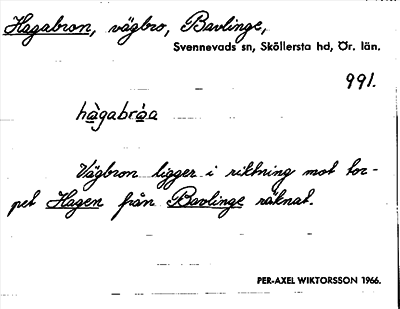 Hagabron, vägbro, Bavlinge,
Svennevads sn, Sköllersta hd, Ör. län.
991.
hàgabråa
Vägbron ligger i riktning mot tor-
pet Hagen från Bavlinge räknat.
PER-AXEL WIKTORSSON 1966.